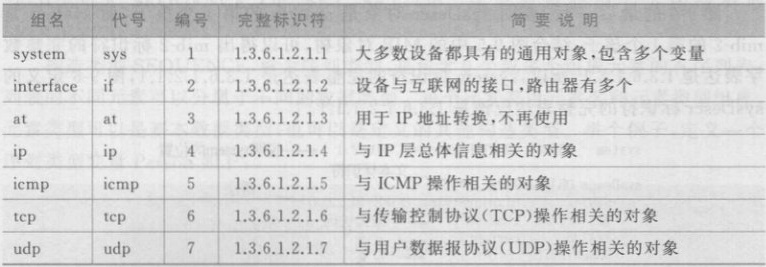 组名 代号 编号 完整标识符 简要说明
system sys 1 1.3.6.1.2.1.1 大多数设备都具有的通用对象,包含多个变量
interface if 2 1.3.6.1.2.1.2 设备与互联网的接口,路由器有多个
at at 3 1.3.6.1.2.1.3 用于 IP 地址转换,不再使用
ip ip 4 1.3.6.1.2.1.4 与 IP 层总体信息相关的对象
icmp icmp 5 1.3.6.1.2.1.5 与 ICMP 操作相关的对象
tcp tcp 6 1.3.6.1.2.1.6 与传输控制协议(TCP)操作相关的对象
udp udp 7 1.3.6.1.2.1.7 与用户数据报协议(UDP)操作相关的对象